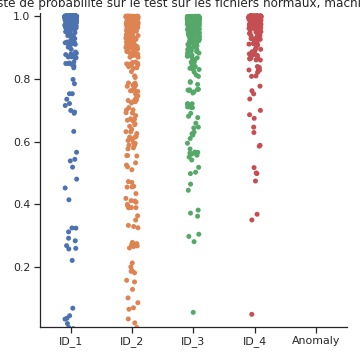 ste de probabilité sur le test sur les fichiers normaux, machi
1.0
0.8
0.6
0.4
0.2
ID_1 ID_2 ID_3 ID_4 Anomaly